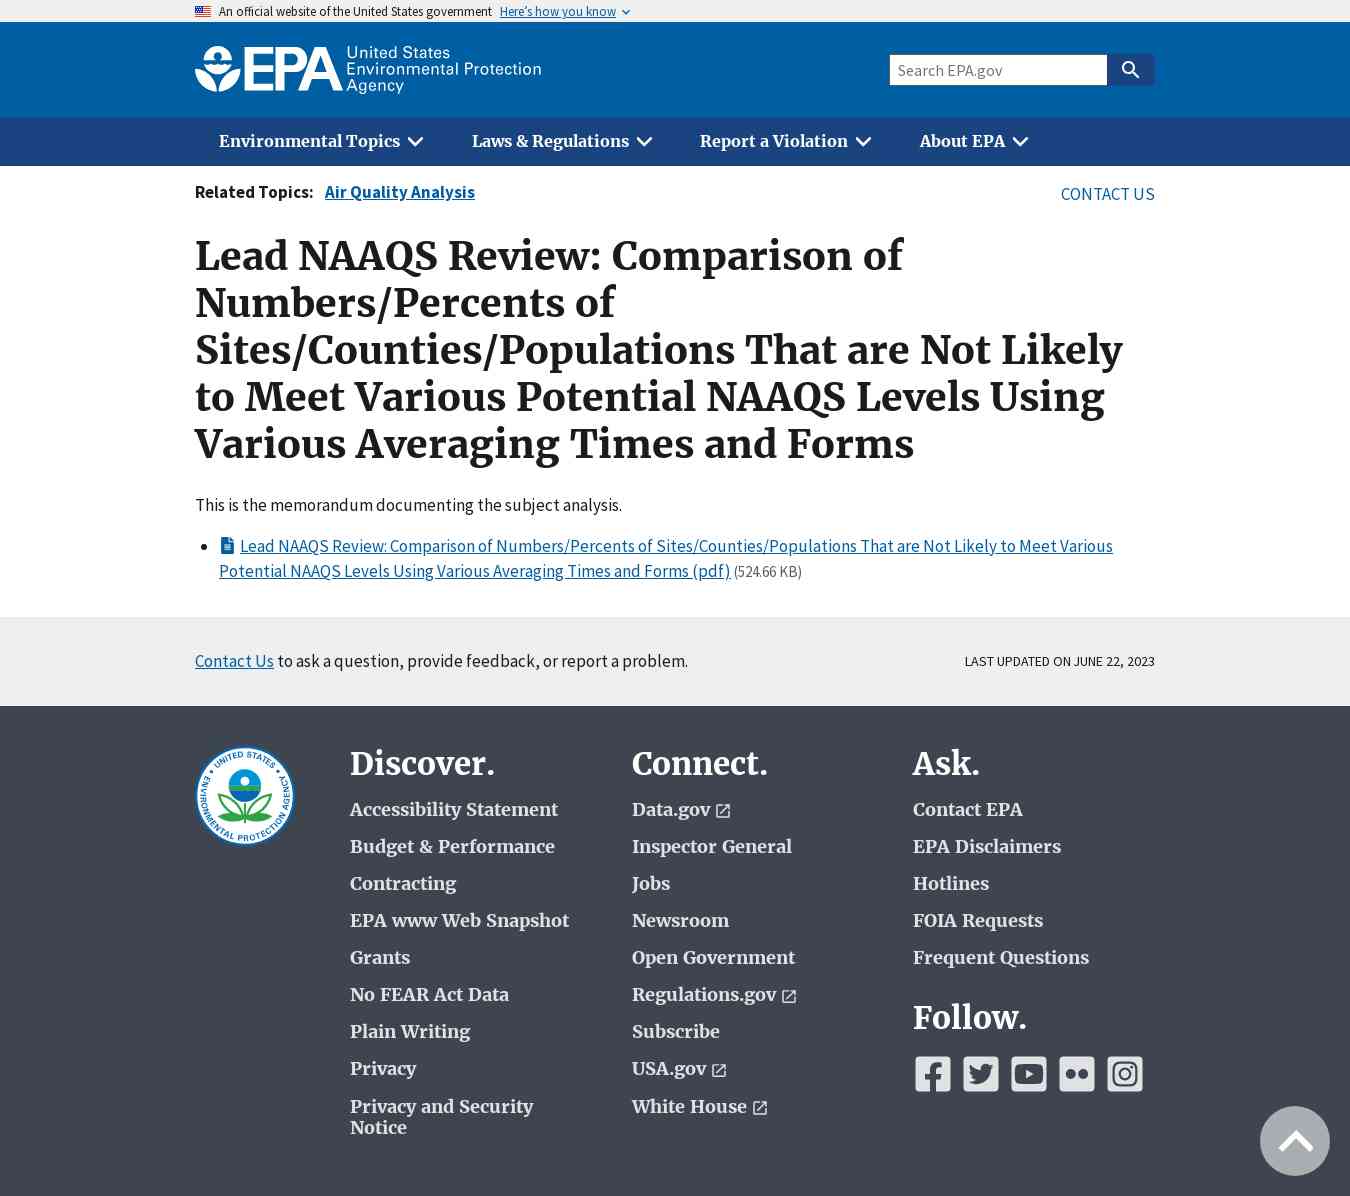 An official website of the United States government Here’s how you know
EPA United States
Environmental Protection
Agency
Search EPA.gov
Environmental Topics Laws & Regulations Report a Violation About EPA
Related Topics: Air Quality Analysis CONTACT US
Lead NAAQS Review: Comparison of
Numbers/Percents of
Sites/Counties/Populations That are Not Likely
to Meet Various Potential NAAQS Levels Using
Various Averaging Times and Forms
This is the memorandum documenting the subject analysis.
Lead NAAQS Review: Comparison of Numbers/Percents of Sites/Counties/Populations That are Not Likely to Meet Various
Potential NAAQS Levels Using Various Averaging Times and Forms (pdf) (524.66 KB)
Contact Us to ask a question, provide feedback, or report a problem. LAST UPDATED ON JUNE 22, 2023
UNITED STATES
ENVIRONMENTAL PROTECTION AGENCY
Discover.
Accessibility Statement
Budget & Performance
Contracting
EPA www Web Snapshot
Grants
No FEAR Act Data
Plain Writing
Privacy
Privacy and Security
Notice
Connect.
Data.gov
Inspector General
Jobs
Newsroom
Open Government
Regulations.gov
Subscribe
USA.gov
White House
Ask.
Contact EPA
EPA Disclaimers
Hotlines
FOIA Requests
Frequent Questions
Follow.